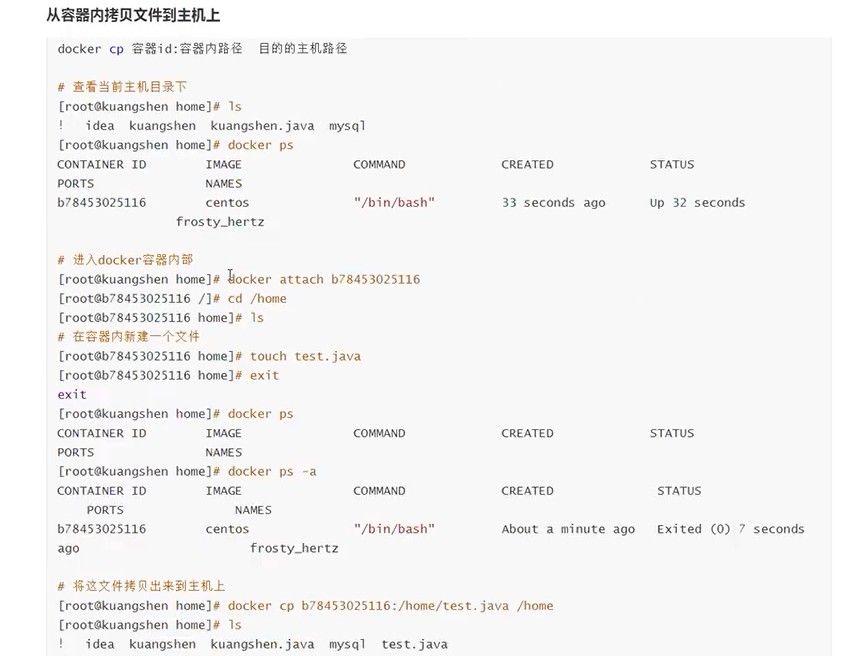 从容器内拷贝文件到主机上
docker cp 容器id:容器内路径  目的的主机路径
# 查看当前主机目录下
[root@kuangshen home]# ls
!  idea  kuangshen  kuangshen.java  mysql
[root@kuangshen home]# docker ps
CONTAINER ID        IMAGE               COMMAND             CREATED             STATUS
PORTS               NAMES
b78453025116        centos              "/bin/bash"         33 seconds ago      Up 32 seconds
frosty_hertz
# 进入docker容器内部
[root@kuangshen home]# docker attach b78453025116
[root@b78453025116 /]# cd /home
[root@b78453025116 home]# ls
# 在容器内新建一个文件
[root@b78453025116 home]# touch test.java
[root@b78453025116 home]# exit
exit
[root@kuangshen home]# docker ps
CONTAINER ID        IMAGE               COMMAND             CREATED             STATUS
PORTS               NAMES
[root@kuangshen home]# docker ps -a
CONTAINER ID        IMAGE               COMMAND             CREATED              STATUS
PORTS               NAMES
b78453025116        centos              "/bin/bash"         About a minute ago   Exited (0) 7 seconds
ago                       frosty_hertz
# 将这文件拷贝出来到主机上
[root@kuangshen home]# docker cp b78453025116:/home/test.java /home
[root@kuangshen home]# ls
!  idea  kuangshen  kuangshen.java  mysql  test.java